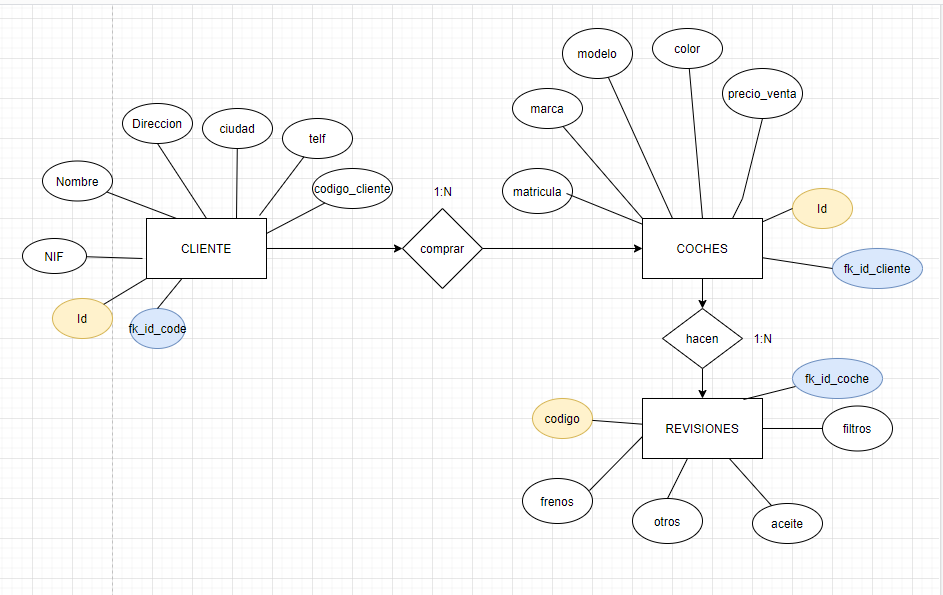 modelo
color
precio_venta
marca
Direccion
ciudad
telf
Nombre
codigo_cliente
1:N
matricula
Id
NIF
CLIENTE
comprar
COCHES
fk_id_cliente
Id
fk_id_code
hacen
1:N
fk_id_coche
codigo
REVISIONES
filtros
frenos
otros
aceite